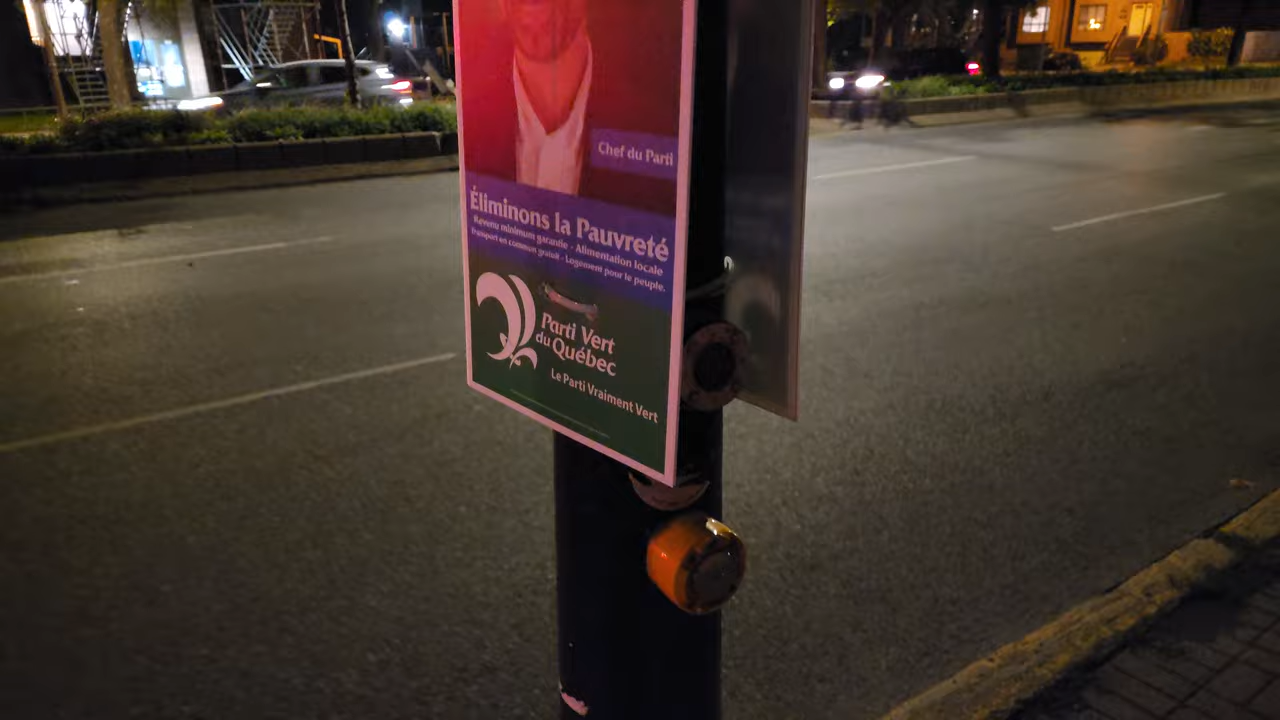 Chef du Parti
Éliminons la Pauvreté
Revenu minimum garantie - Alimentation locale
Transport en commun gratuit - Logement pour le peuple.
Parti Vert
du Québec
Le Parti Vraiment Vert